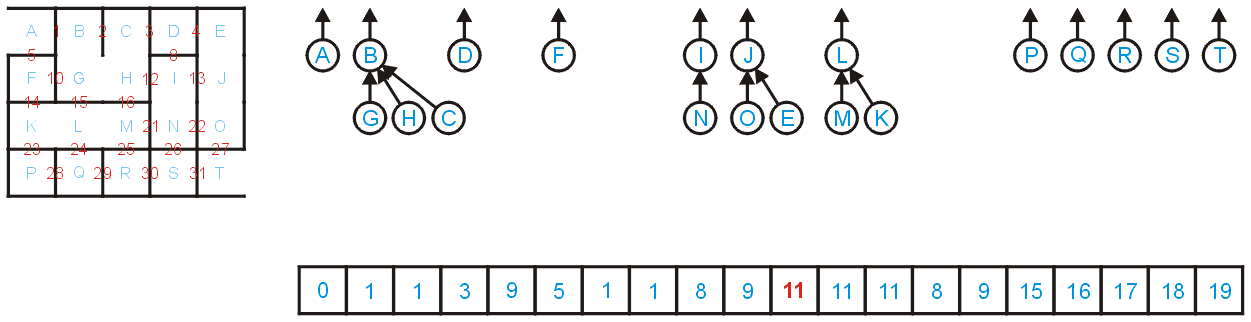 A 1 B 2 C 3 D 4 E
5 8
F 10 G H 12 I 13 J
14 15 16
K L M 21 N 22 O
23 24 25 26 27
P 28 Q 29 R 30 S 31 T
A B D F I J L P Q R S T
G H C N O E M K
0 1 1 3 9 5 1 1 8 9 11 11 11 8 9 15 16 17 18 19